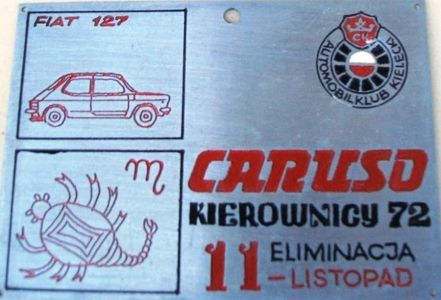 FIAT 127
CK
AUTOMOBILKLUB KIELECKI
♏
CARUSO
KIEROWNICY 72
11 ELIMINACJA
– LISTOPAD